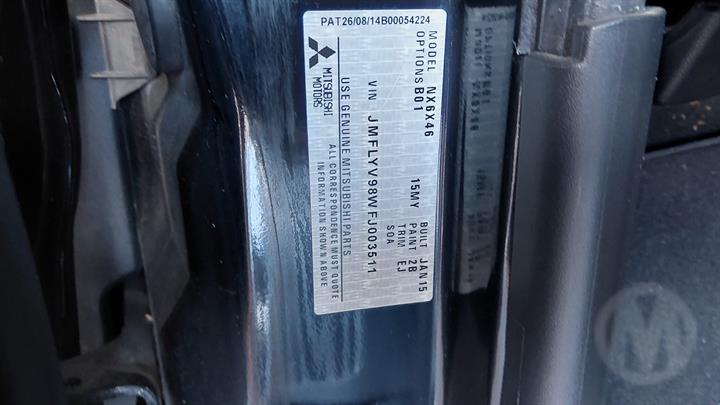 PAT26/08/14B00054224
MITSUBISHI
MOTORS
MODEL NX6X46 15MY BUILT JAN15
OPTIONS B01 PAINT 2B
TRIM EJ
SOA
VIN JMFLYV98WFJ003511
USE GENUINE MITSUBISHI PARTS
ALL CORRESPONDENCE MUST QUOTE
INFORMATION SHOWN ABOVE
M